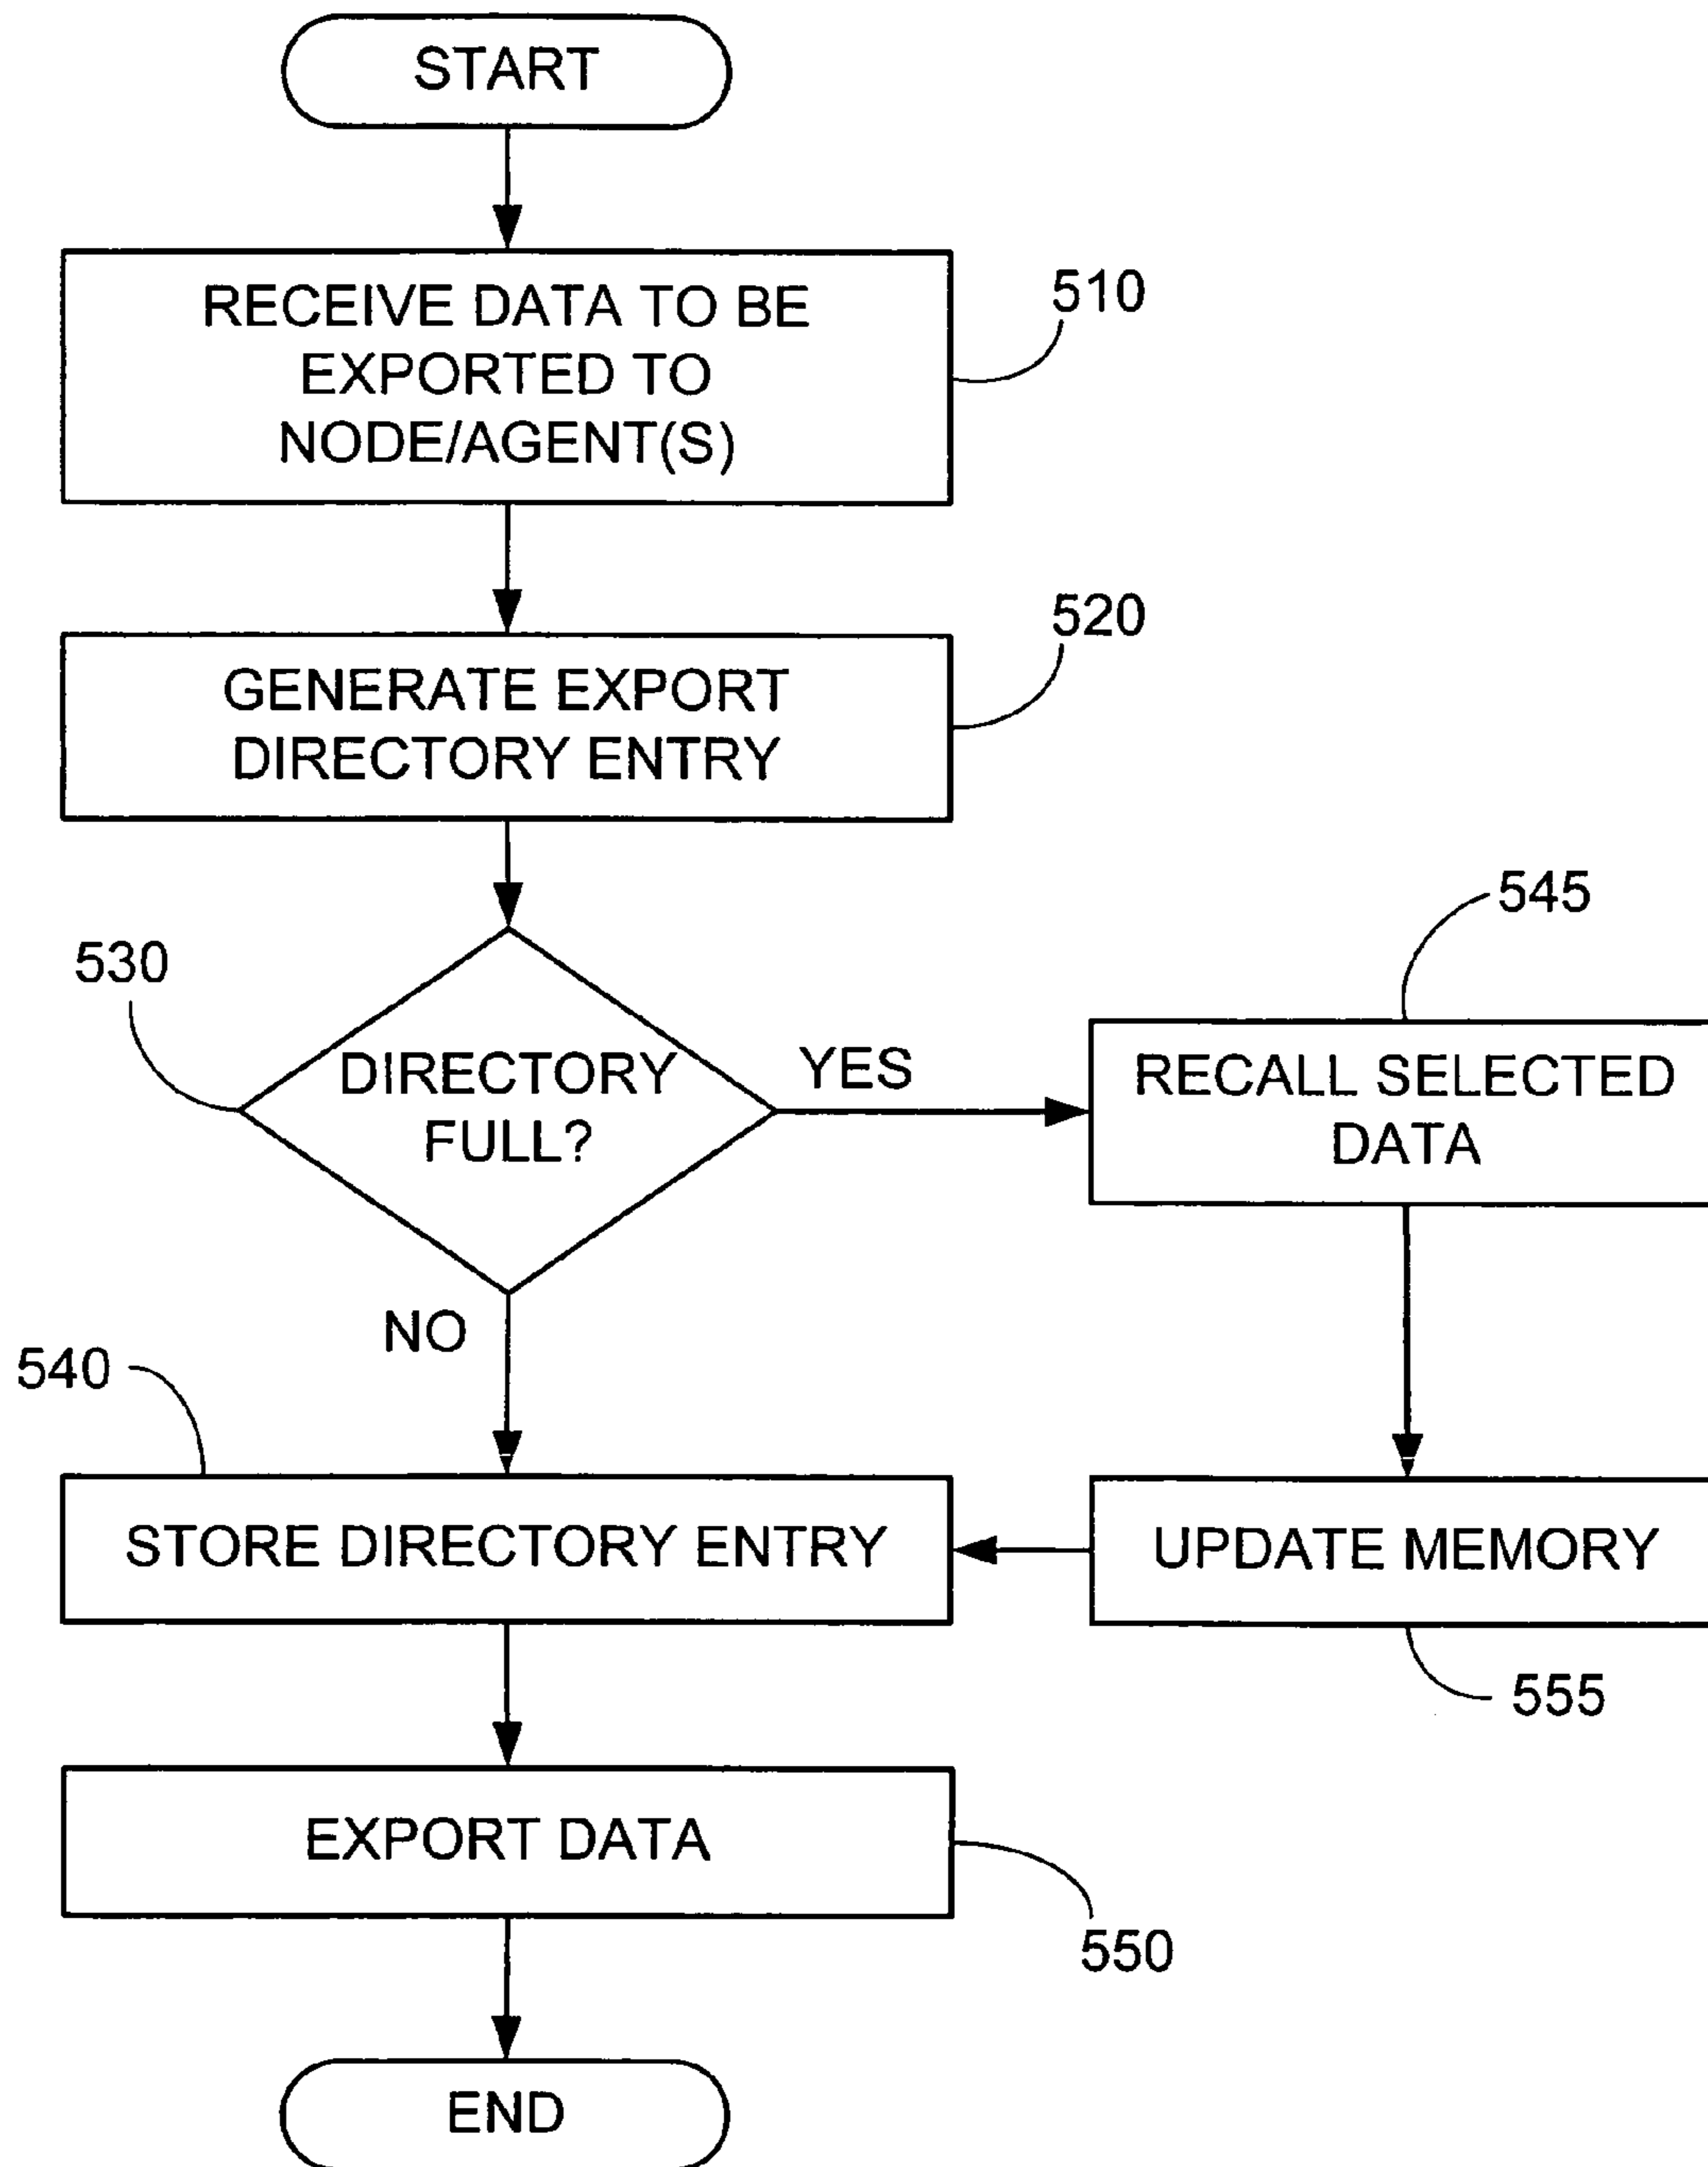 START
RECEIVE DATA TO BE
EXPORTED TO
NODE/AGENT(S)
510
GENERATE EXPORT
DIRECTORY ENTRY
520
530
DIRECTORY
FULL?
YES
545
RECALL SELECTED
DATA
NO
540
STORE DIRECTORY ENTRY
UPDATE MEMORY
555
EXPORT DATA
550
END